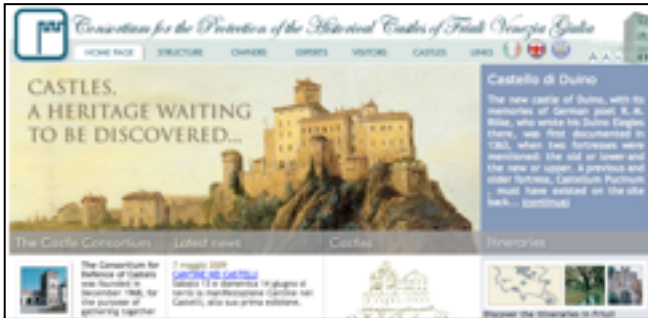 Consortium for the Protection of the Historical Castles of Friuli Venezia Giulia
HOME PAGE STRUCTURE OWNERS EXPERTS VISITORS CASTLES LINKS
A A
CASTLES,
A HERITAGE WAITING
TO BE DISCOVERED...
Castello di Duino
The new castle of Duino, with its
memories of German poet R. M.
Rilke, who wrote his Duino Elegies
there, was first documented in
1363, when two fortresses were
mentioned: the old or lower and
the new or upper. A previous and
older fortress, Castellum Pucinum
, must have existed on the site
back... (continua)
The Castle Consortium
Latest news
Castles
Itineraries
The Consortium for
Defence of Castels
was founded in
December 1968, for
the purpose of
gathering together
7 maggio 2009
CANTINE NEI CASTELLI
Sabato 13 e domenica 14 giugno si
terrà la manifestazione Cantine nei
Castelli, alla sua prima edizione.
Discover the itineraries in Friuli